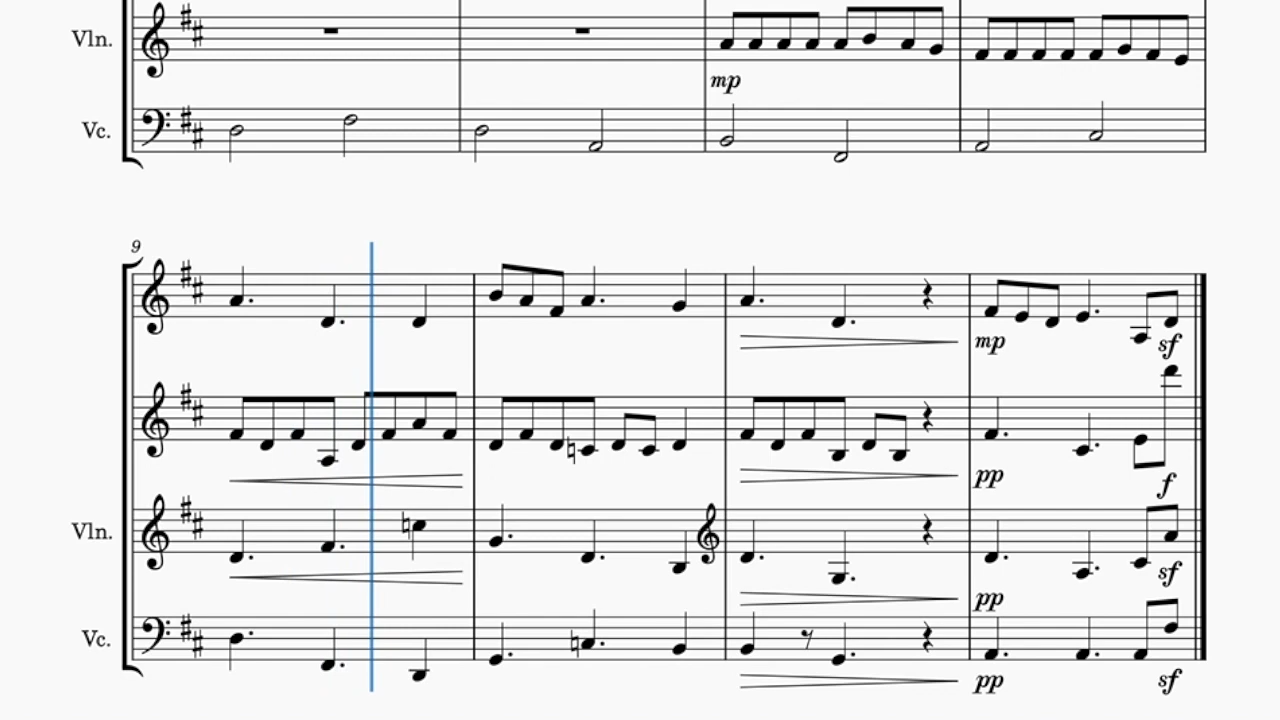 Vln.
mp
Vc.
9
mp sf
pp f
Vln.
sf
pp
Vc.
pp sf